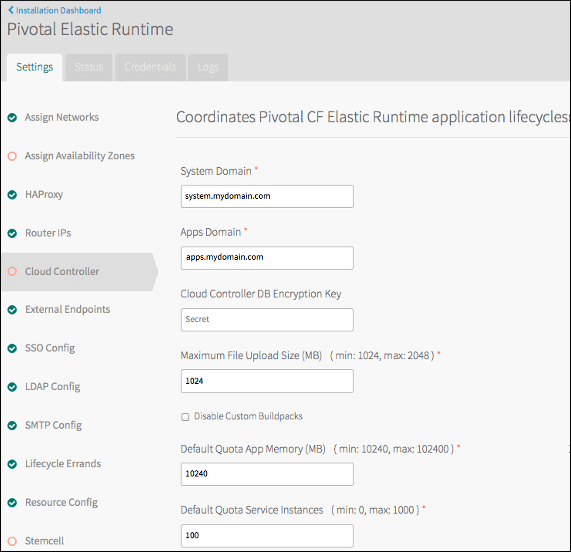 Installation Dashboard
Pivotal Elastic Runtime
Settings
Status
Credentials
Logs
Assign Networks
Assign Availability Zones
HAProxy
Router IPs
Cloud Controller
External Endpoints
SSO Config
LDAP Config
SMTP Config
Lifecycle Errands
Resource Config
Stemcell
Coordinates Pivotal CF Elastic Runtime application lifecycles
System Domain *
system.mydomain.com
Apps Domain *
apps.mydomain.com
Cloud Controller DB Encryption Key
Secret
Maximum File Upload Size (MB) ( min: 1024, max: 2048 ) *
1024
Disable Custom Buildpacks
Default Quota App Memory (MB) ( min: 10240, max: 102400 ) *
10240
Default Quota Service Instances ( min: 0, max: 1000 ) *
100